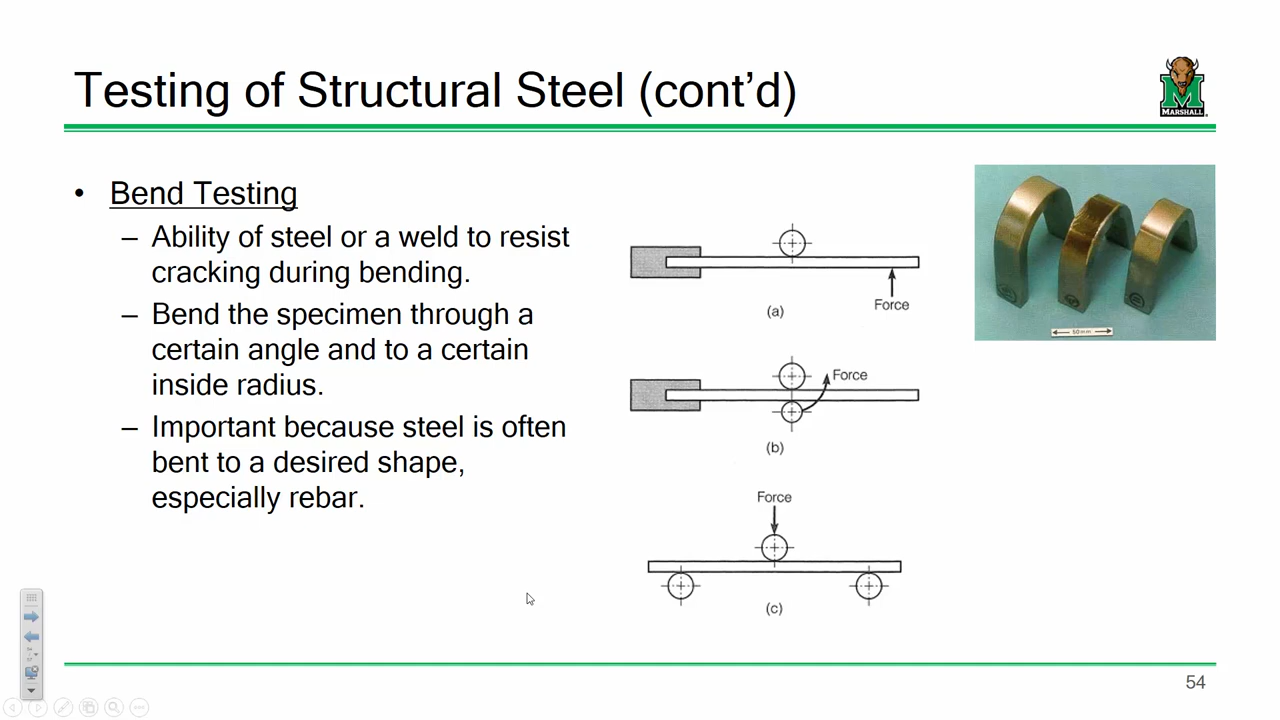 Testing of Structural Steel (cont’d)
MARSHALL
• Bend Testing
– Ability of steel or a weld to resist
cracking during bending.
– Bend the specimen through a
certain angle and to a certain
inside radius.
– Important because steel is often
bent to a desired shape,
especially rebar.
Force
(a)
Force
(b)
Force
(c)
50mm
54